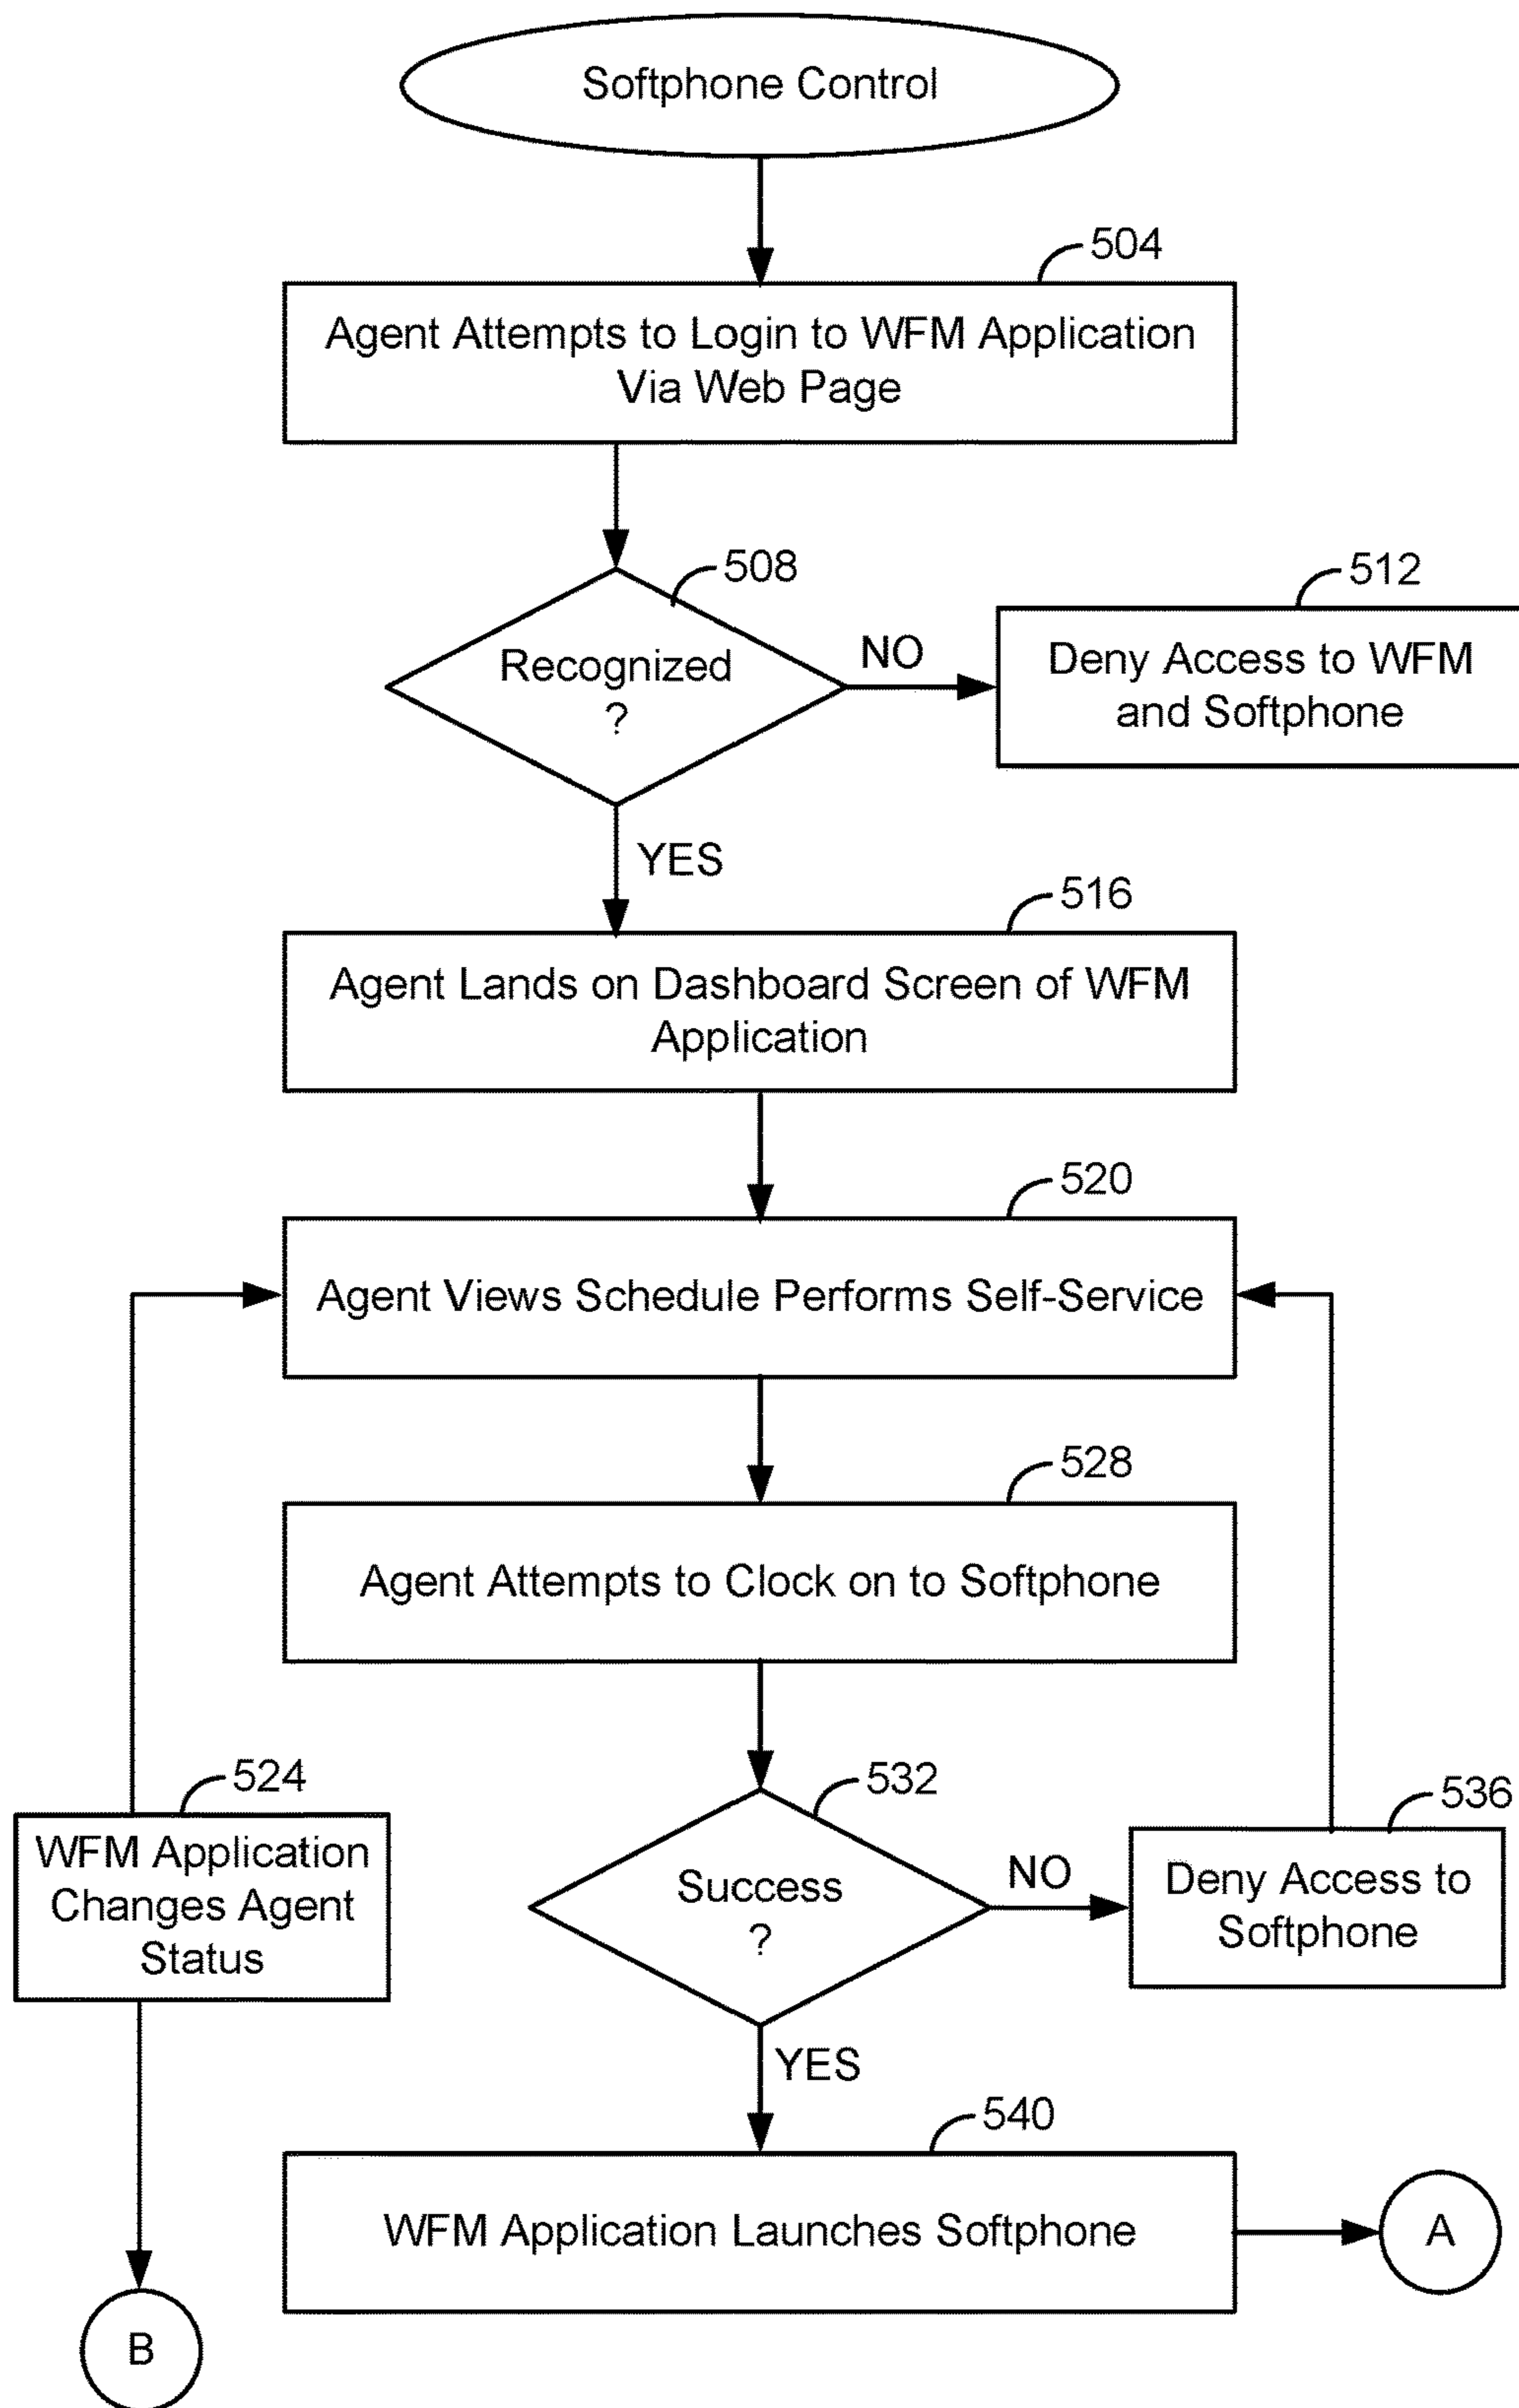 Softphone Control
504
Agent Attempts to Login to WFM Application
Via Web Page
508
Recognized
?
NO
512
Deny Access to WFM
and Softphone
YES
516
Agent Lands on Dashboard Screen of WFM
Application
520
Agent Views Schedule Performs Self-Service
528
Agent Attempts to Clock on to Softphone
524
WFM Application
Changes Agent
Status
532
Success
?
NO
536
Deny Access to
Softphone
YES
540
WFM Application Launches Softphone
A
B